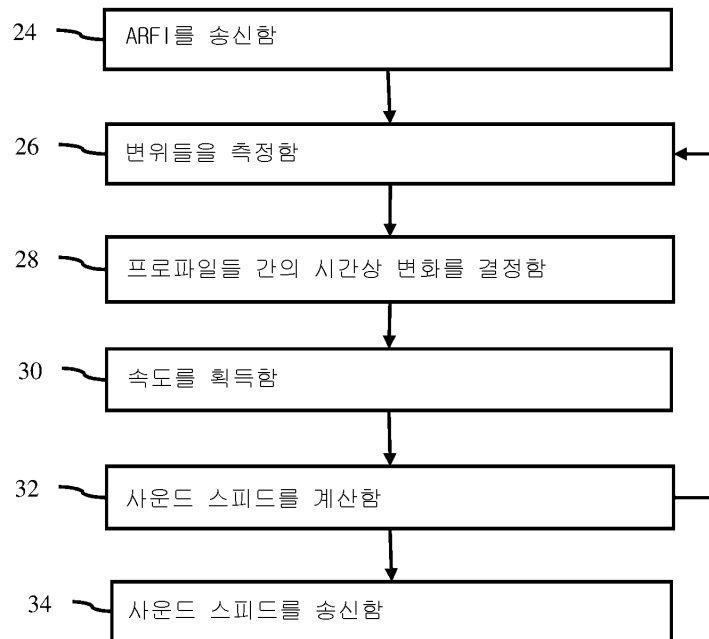 24 ARFI를 송신함
26 변위들을 측정함
28 프로파일들 간의 시간상 변화를 결정함
30 속도를 획득함
32 사운드 스피드를 계산함
34 사운드 스피드를 송신함